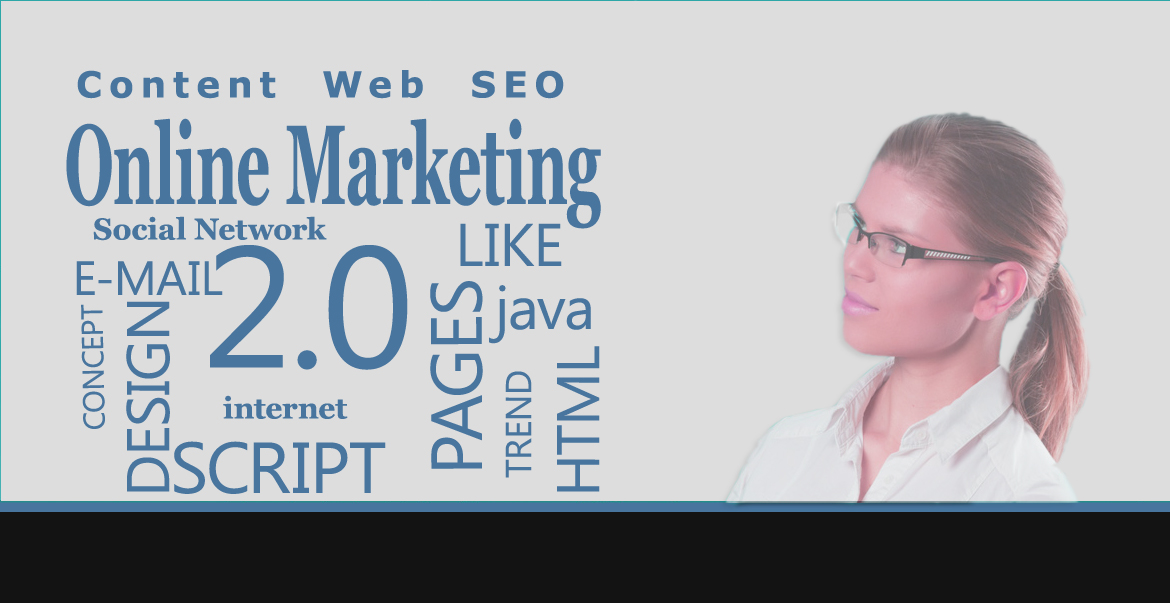 Content Web SEO
Online Marketing
Social Network
LIKE
E-MAIL
2.0
java
CONCEPT
DESIGN
PAGES
internet
TREND
HTML
SCRIPT